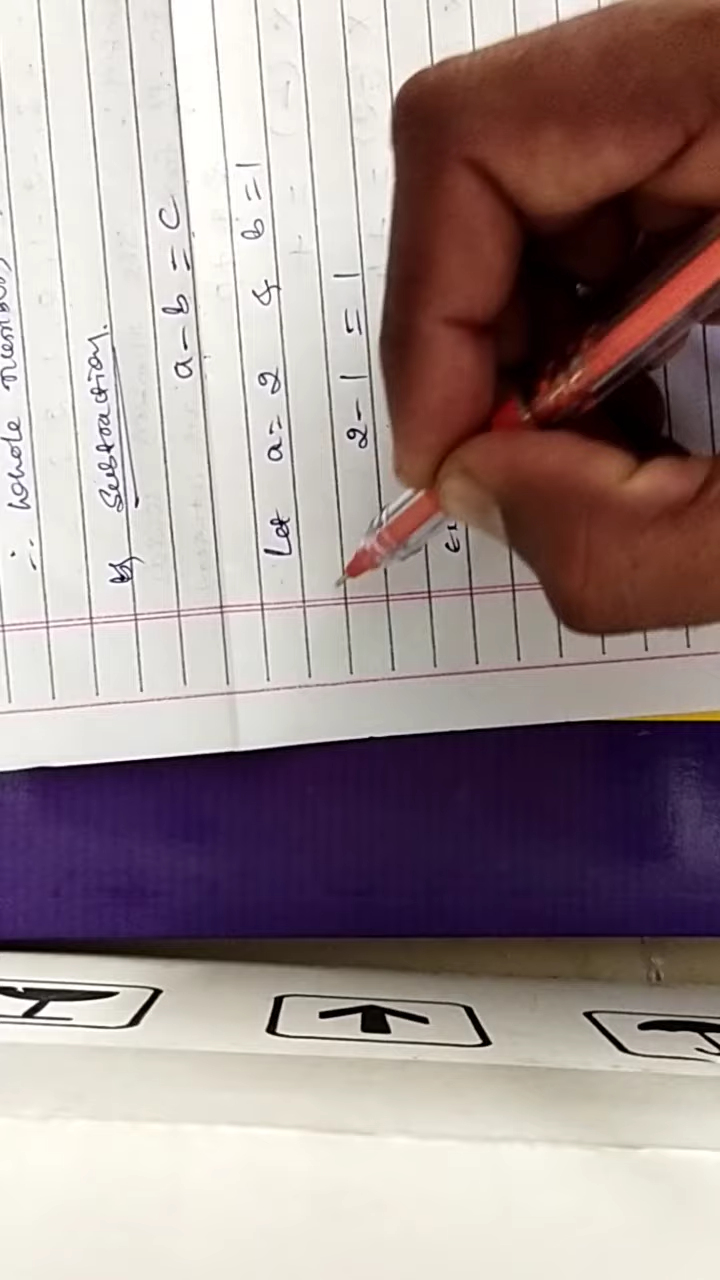 ∴ whole numbers
Subtraction.
a - b = c
Let a = 2 & b = 1
2 - 1 = 1